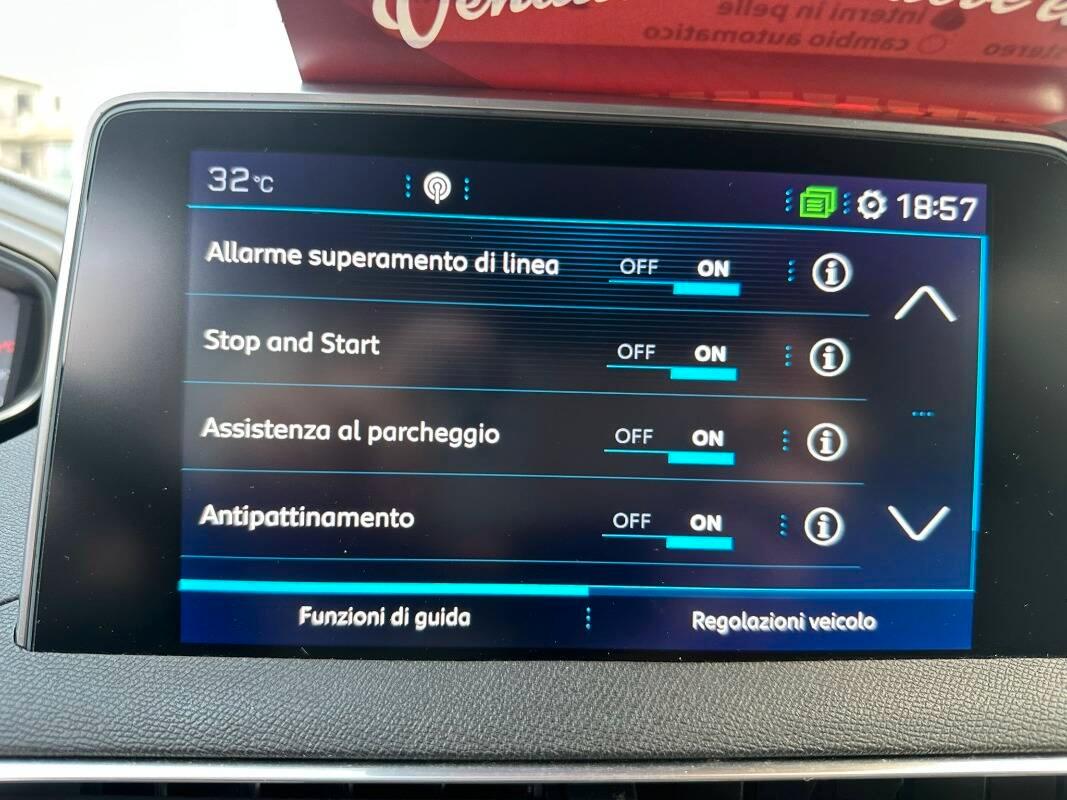 interni in pelle
cambio automatico
32°C
18:57
Allarme superamento di linea OFF ON
Stop and Start OFF ON
Assistenza al parcheggio OFF ON
Antipattinamento OFF ON
Funzioni di guida
Regolazioni veicolo